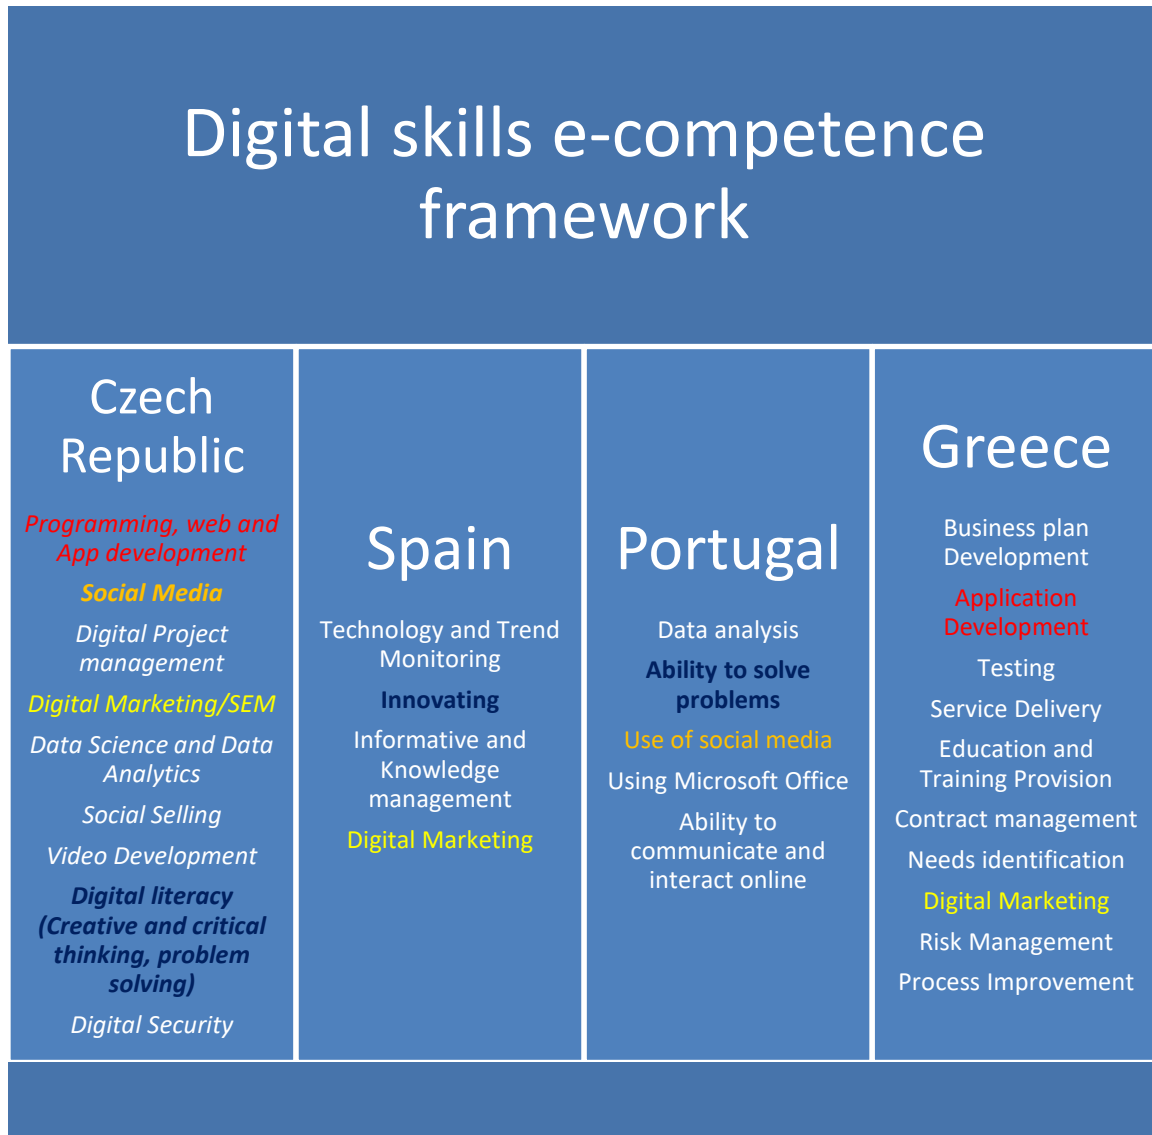 Digital skills e-competence
framework
Czech
Republic
Programming, web and
App development
Social Media
Digital Project
management
Digital Marketing/SEM
Data Science and Data
Analytics
Social Selling
Video Development
Digital literacy
(Creative and critical
thinking, problem
solving)
Digital Security
Spain
Technology and Trend
Monitoring
Innovating
Informative and
Knowledge
management
Digital Marketing
Portugal
Data analysis
Ability to solve
problems
Use of social media
Using Microsoft Office
Ability to
communicate and
interact online
Greece
Business plan
Development
Application
Development
Testing
Service Delivery
Education and
Training Provision
Contract management
Needs identification
Digital Marketing
Risk Management
Process Improvement